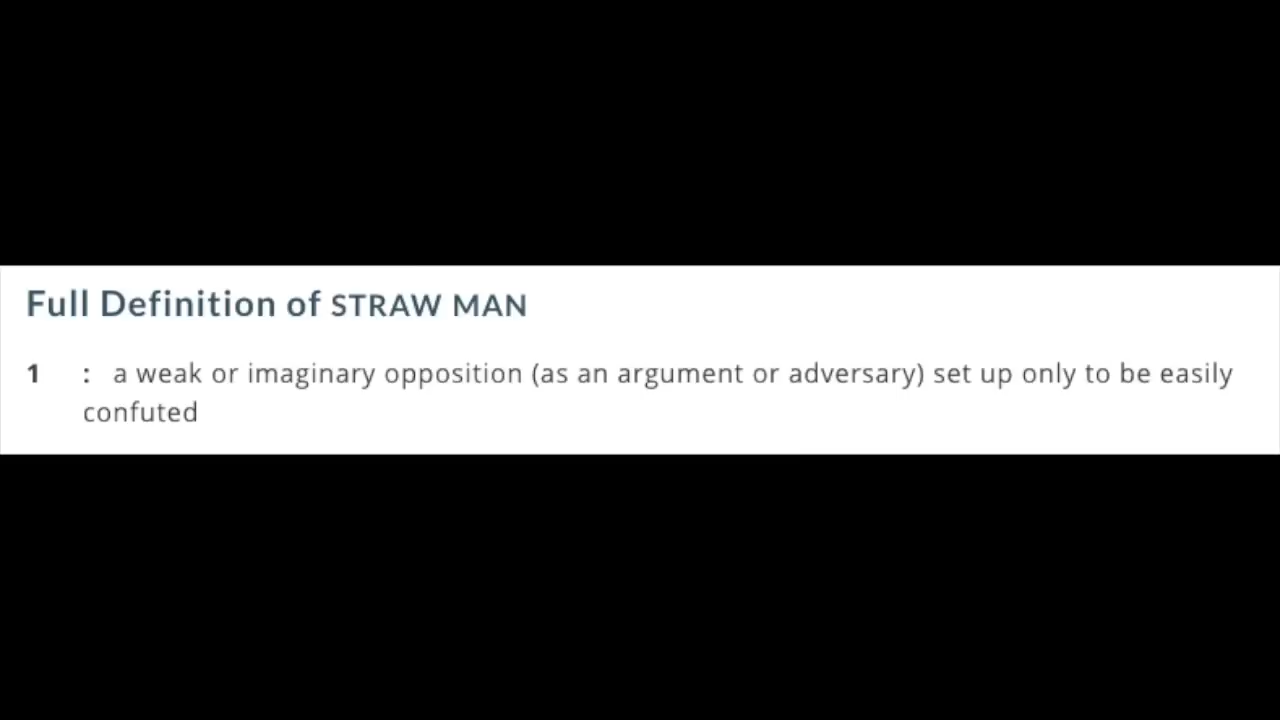 Full Definition of STRAW MAN
1 : a weak or imaginary opposition (as an argument or adversary) set up only to be easily
confuted